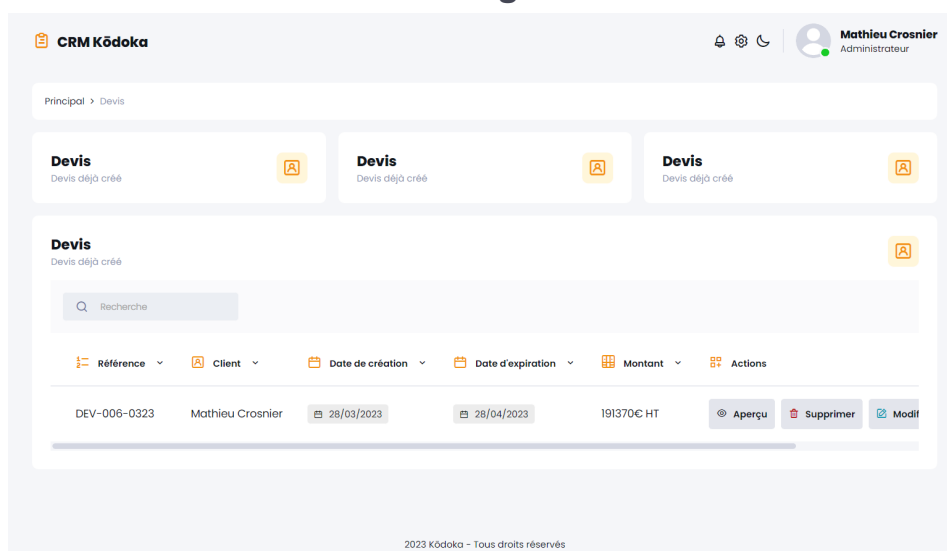 CRM Kōdoka
Mathieu Crosnier
Administrateur
Principal > Devis
Devis
Devis déjà créé
Devis
Devis déjà créé
Devis
Devis déjà créé
Devis
Devis déjà créé
Recherche
Référence Client Date de création Date d'expiration Montant Actions
DEV-006-0323 Mathieu Crosnier 28/03/2023 28/04/2023 191370€ HT Aperçu Supprimer Modif
2023 Kōdoka - Tous droits réservés